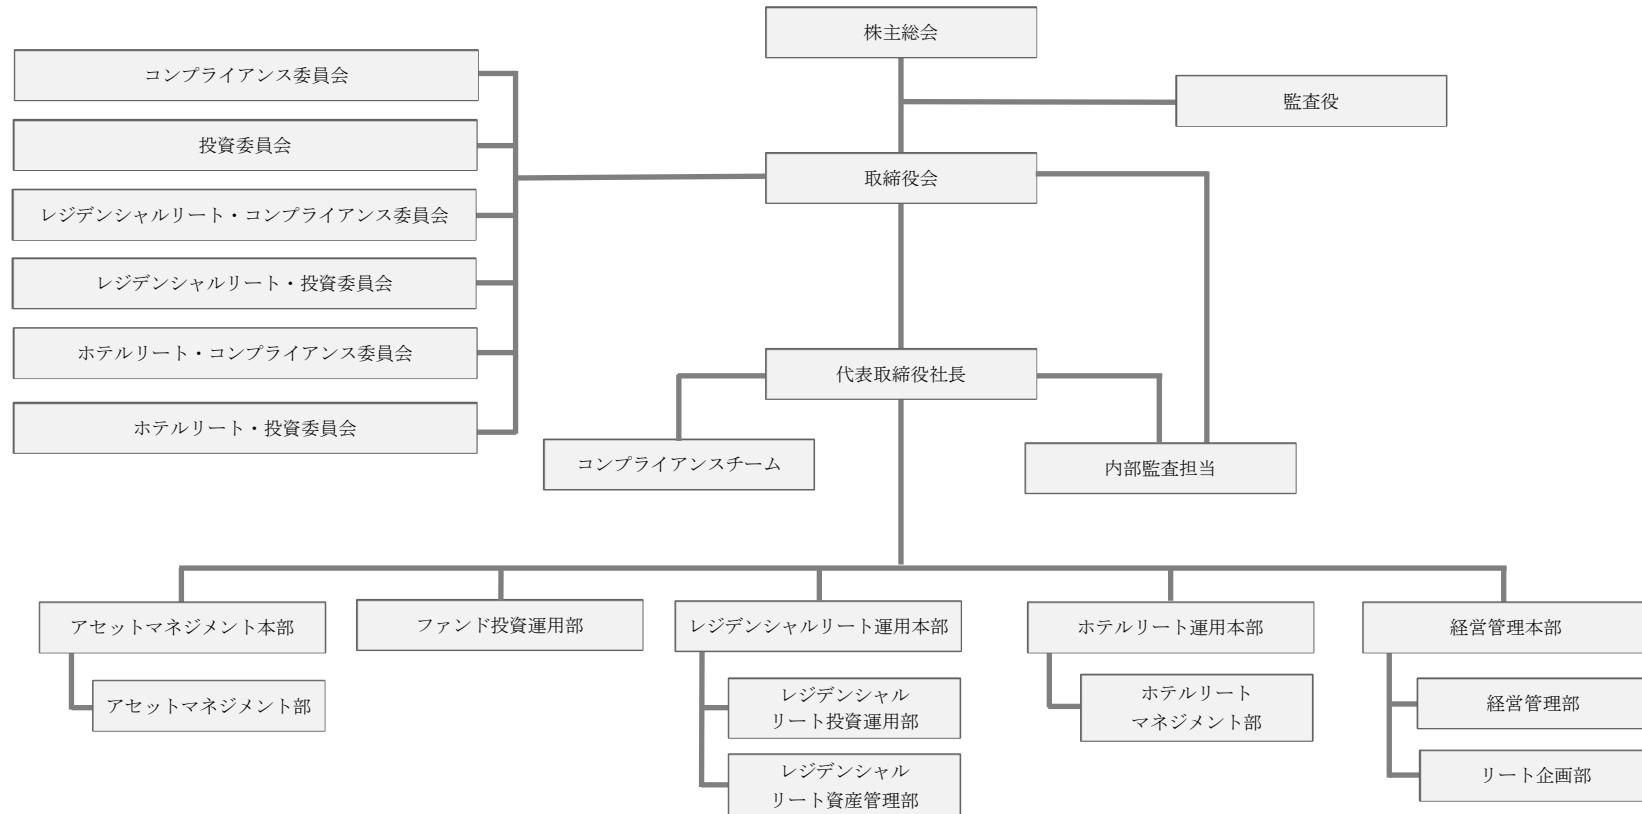 株主総会
コンプライアンス委員会
監査役
投資委員会
取締役会
レジデンシャルリート・コンプライアンス委員会
レジデンシャルリート・投資委員会
ホテルリート・コンプライアンス委員会
代表取締役社長
ホテルリート・投資委員会
コンプライアンスチーム
内部監査担当
アセットマネジメント本部
ファンド投資運用部
レジデンシャルリート運用本部
ホテルリート運用本部
経営管理本部
アセットマネジメント部
レジデンシャル
リート投資運用部
ホテルリート
マネジメント部
経営管理部
レジデンシャル
リート資産管理部
リート企画部